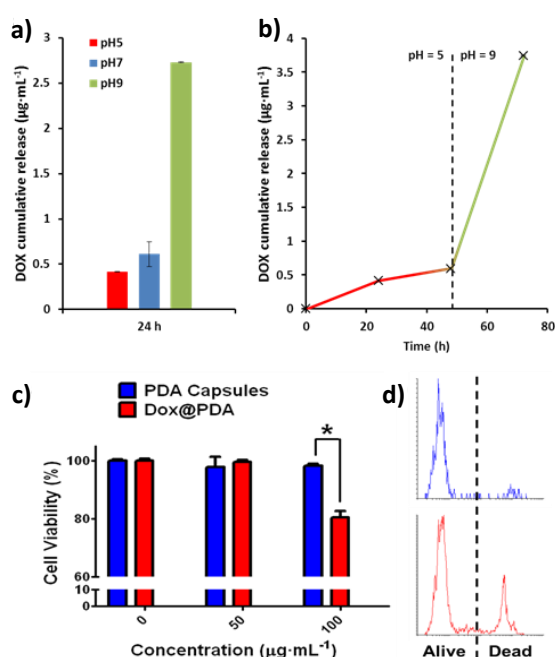 a)
DOX cumulative release (µg·mL⁻¹)
3
2.5
2
1.5
1
0.5
0
pH5
pH7
pH9
24 h
b)
DOX cumulative release (µg·mL⁻¹)
4
3.5
3
2.5
2
1.5
1
0.5
0
pH = 5
pH = 9
0 20 40 60 80
Time (h)
c)
PDA Capsules
Dox@PDA
Cell Viability (%)
100
80
60
10
0
*
0 50 100
Concentration (µg·mL⁻¹)
d)
Alive Dead